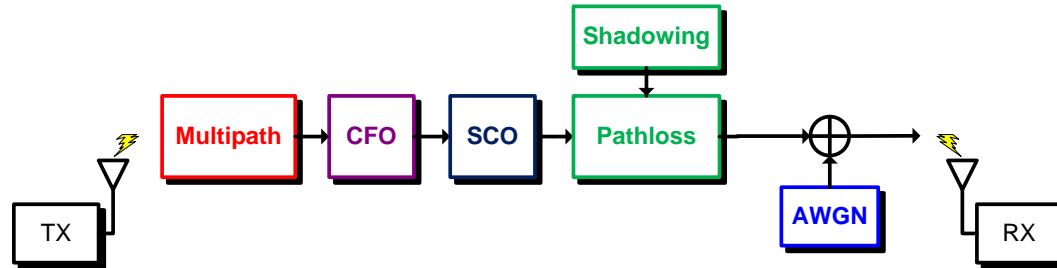 Shadowing
Multipath
CFO
SCO
Pathloss
AWGN
TX
RX